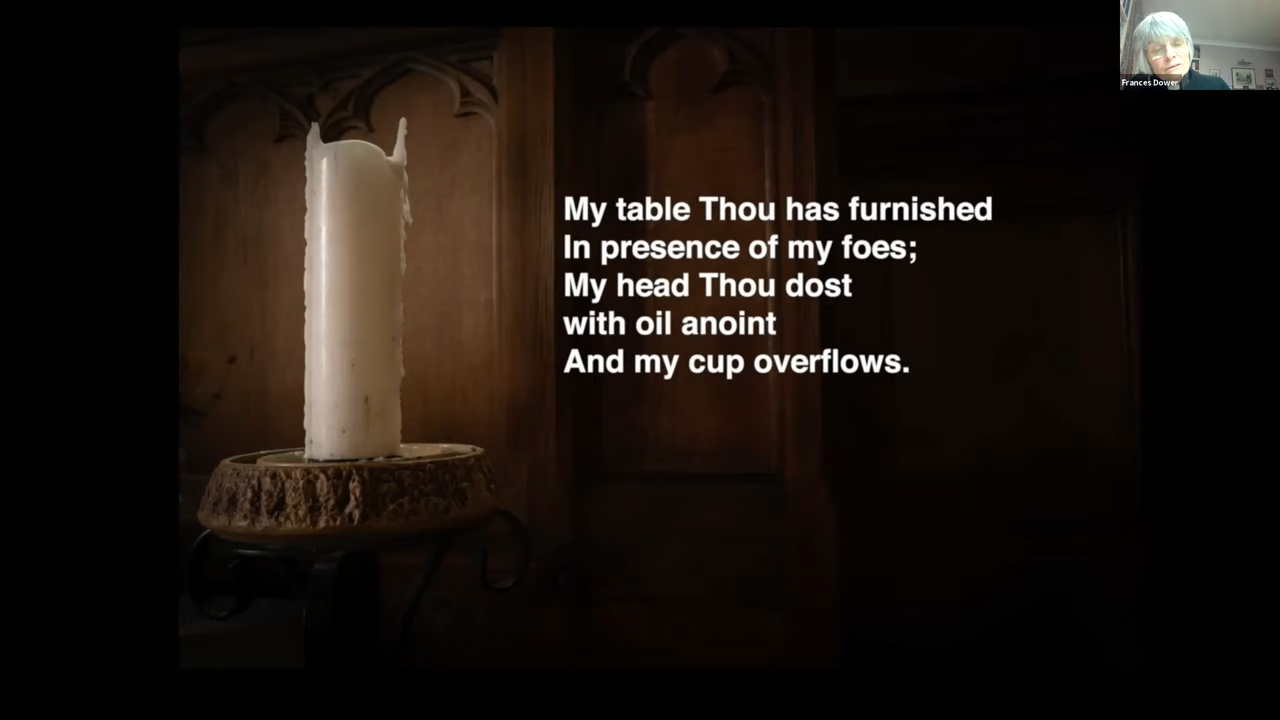 My table Thou has furnished
In presence of my foes;
My head Thou dost
with oil anoint
And my cup overflows.
Frances Dower